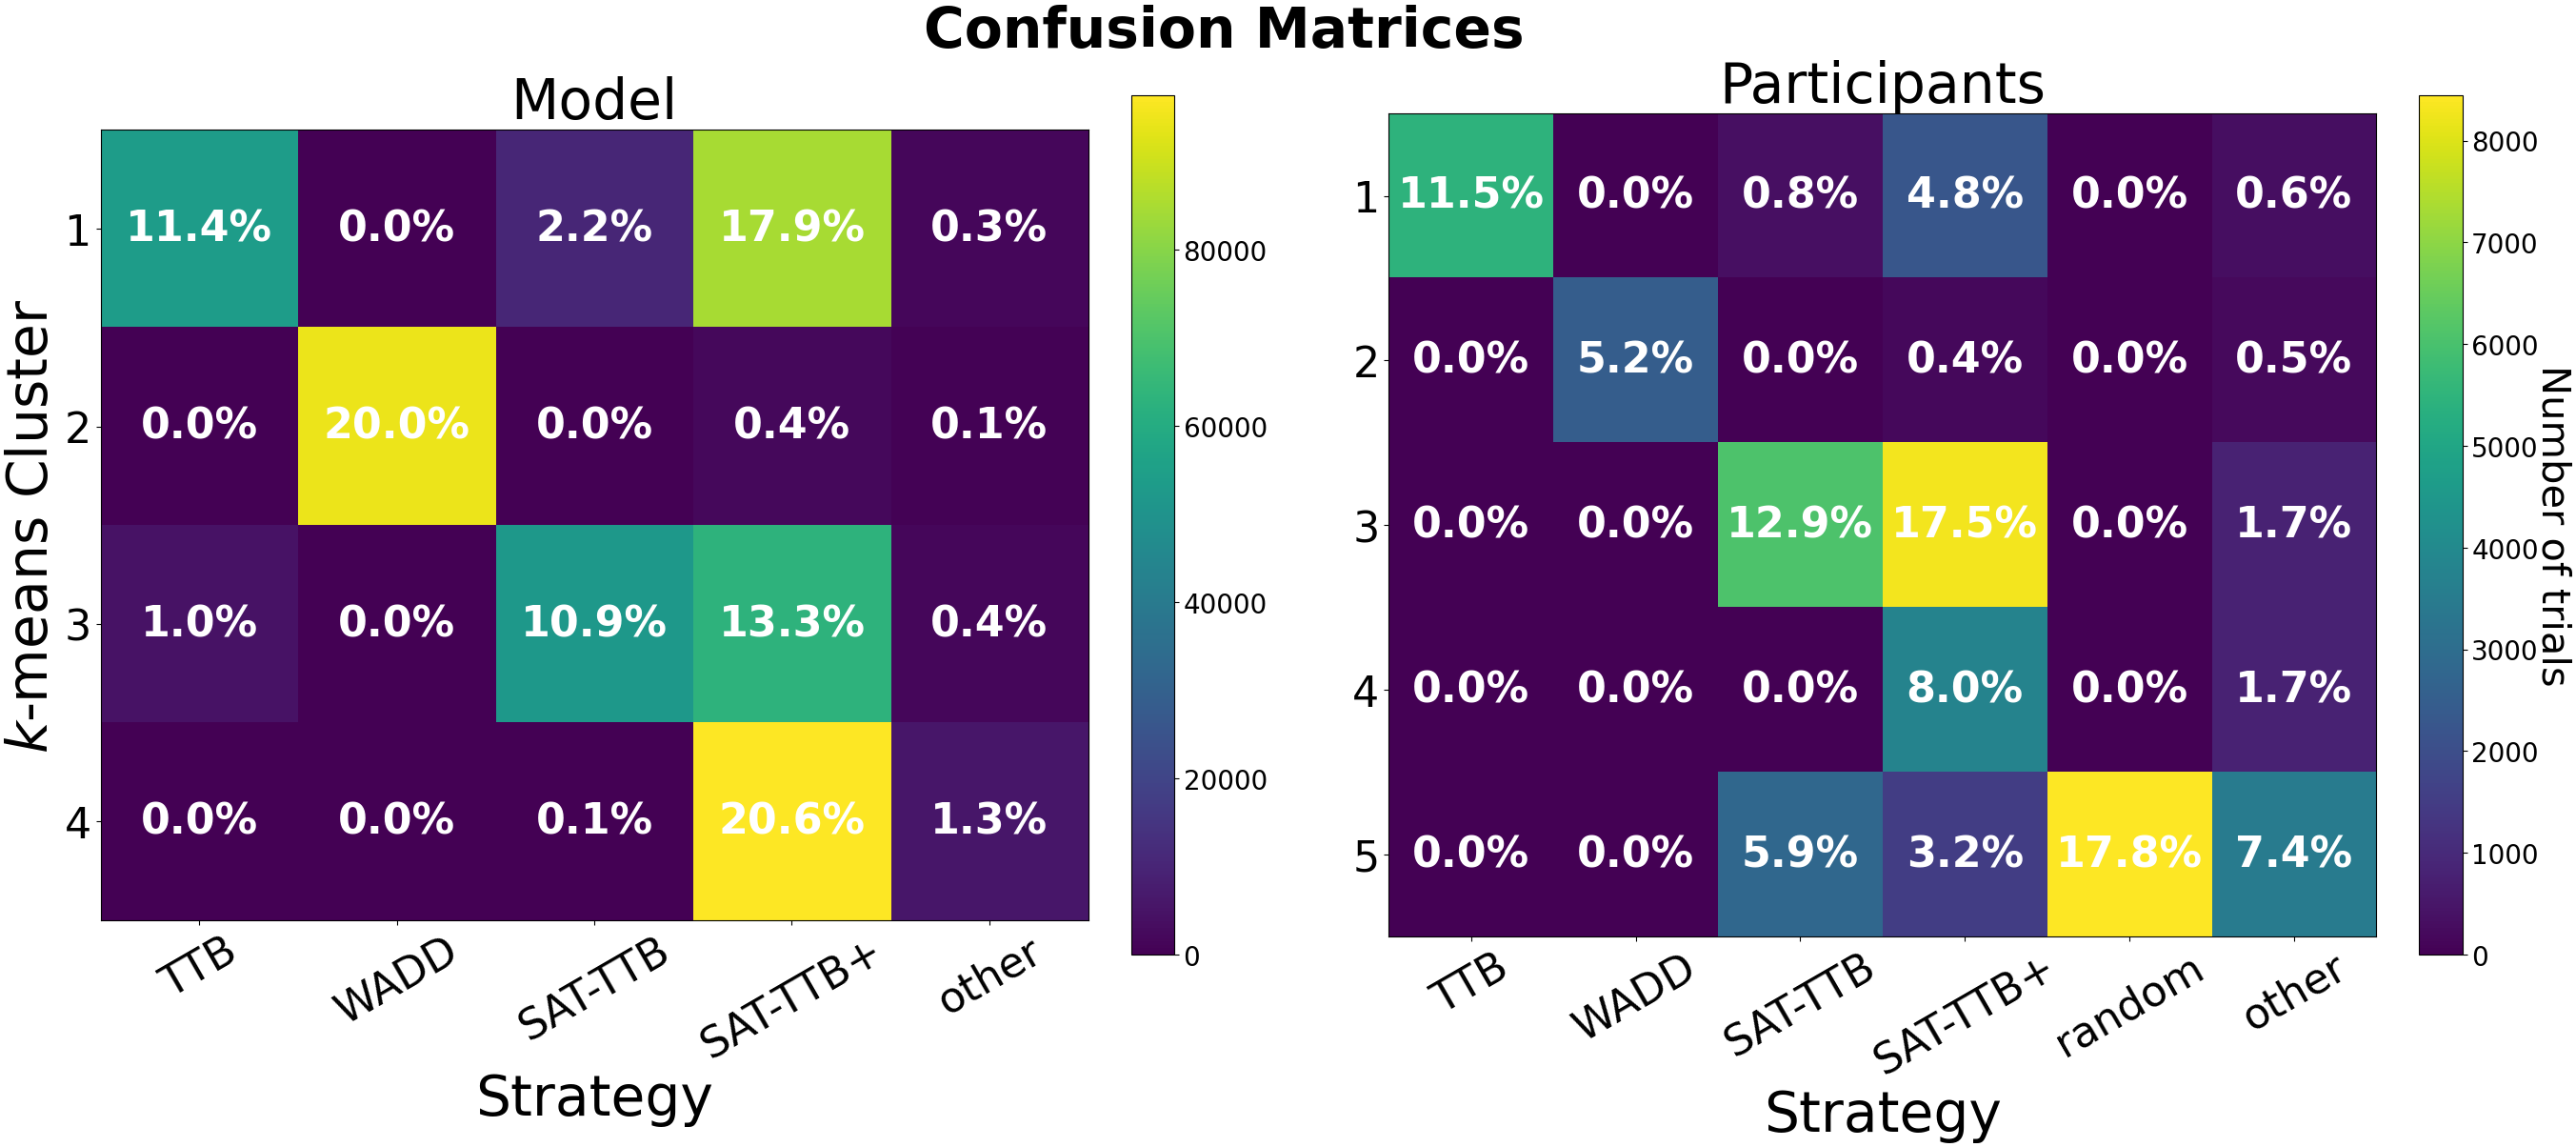 Confusion Matrices
Model
k-means Cluster
1
2
3
4
11.4% 0.0% 2.2% 17.9% 0.3%
0.0% 20.0% 0.0% 0.4% 0.1%
1.0% 0.0% 10.9% 13.3% 0.4%
0.0% 0.0% 0.1% 20.6% 1.3%
TTB WADD SAT-TTB SAT-TTB+ other
Strategy
80000
60000
40000
20000
0
Participants
1
2
3
4
5
11.5% 0.0% 0.8% 4.8% 0.0% 0.6%
0.0% 5.2% 0.0% 0.4% 0.0% 0.5%
0.0% 0.0% 12.9% 17.5% 0.0% 1.7%
0.0% 0.0% 0.0% 8.0% 0.0% 1.7%
0.0% 0.0% 5.9% 3.2% 17.8% 7.4%
TTB WADD SAT-TTB SAT-TTB+ random other
Strategy
8000
7000
6000
5000
4000
3000
2000
1000
0
Number of trials